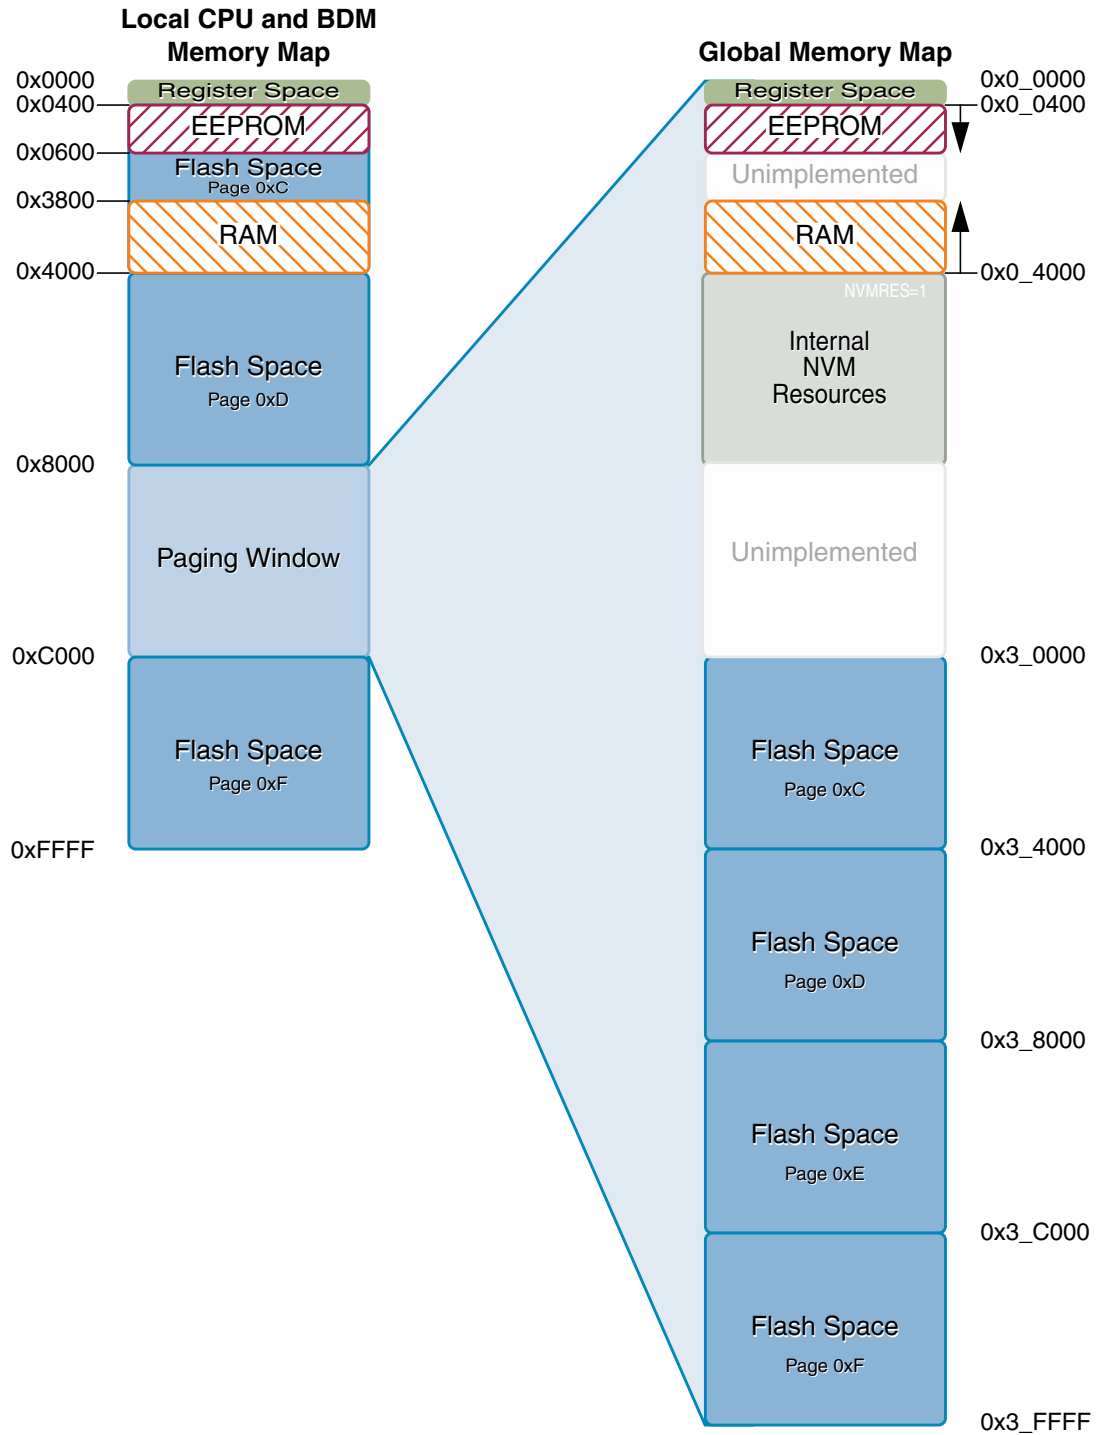 Local CPU and BDM
Memory Map
0x0000
Register Space
0x0400
EEPROM
0x0600
Flash Space
Page 0xC
0x3800
RAM
0x4000
Flash Space
Page 0xD
0x8000
Paging Window
0xC000
Flash Space
Page 0xF
0xFFFF
Global Memory Map
0x0_0000
Register Space
0x0_0400
EEPROM
Unimplemented
RAM
0x0_4000
NVMRES=1
Internal
NVM
Resources
Unimplemented
0x3_0000
Flash Space
Page 0xC
0x3_4000
Flash Space
Page 0xD
0x3_8000
Flash Space
Page 0xE
0x3_C000
Flash Space
Page 0xF
0x3_FFFF